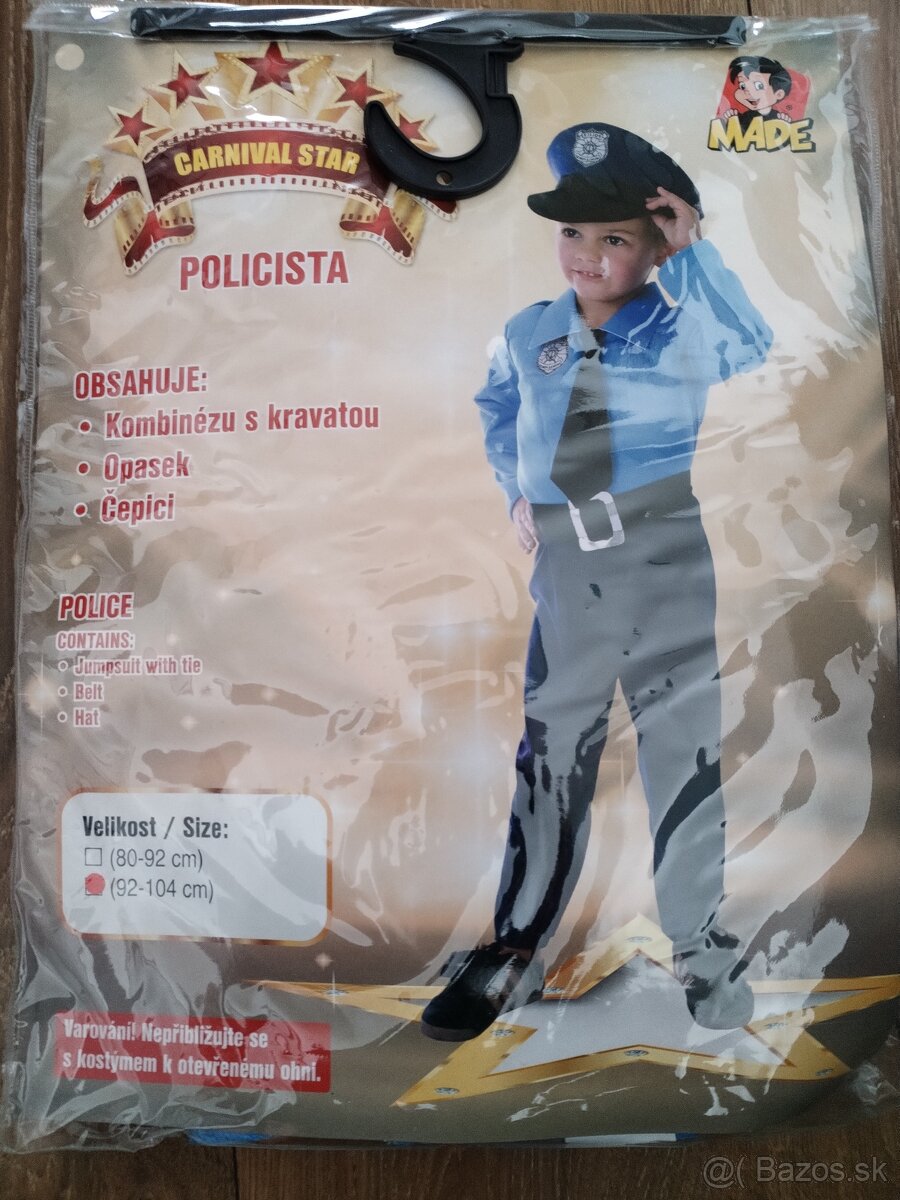 CARNIVAL STAR
MADE
POLICISTA
OBSAHUJE:
• Kombinézu s kravatou
• Opasek
• Čepici
POLICE
CONTAINS:
• Jumpsuit with tie
• Belt
• Hat
Velikost / Size:
(80-92 cm)
(92-104 cm)
Varování! Nepřibližujte se
s kostýmem k otevřenému ohni.
@( Bazos.sk